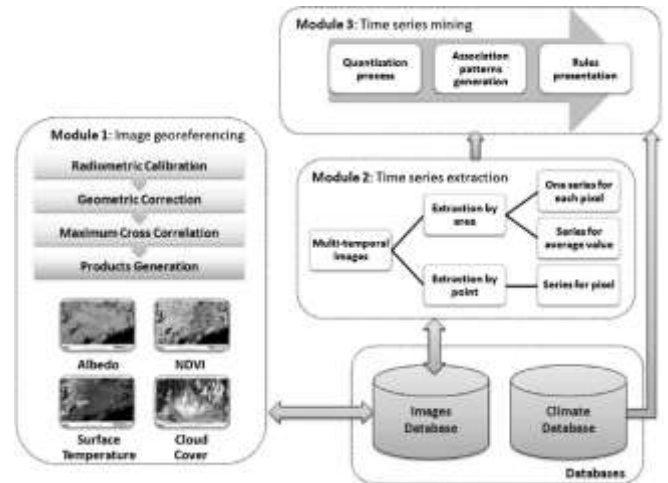 Module 3: Time series mining
Quantization process
Association patterns generation
Rules presentation
Module 1: Image georeferencing
Radiometric Calibration
Geometric Correction
Maximum Cross Correlation
Products Generation
Albedo
NDVI
Surface Temperature
Cloud Cover
Module 2: Time series extraction
Multi-temporal images
Extraction by area
One series for each pixel
Series for average value
Extraction by point
Series for pixel
Images Database
Climate Database
Databases